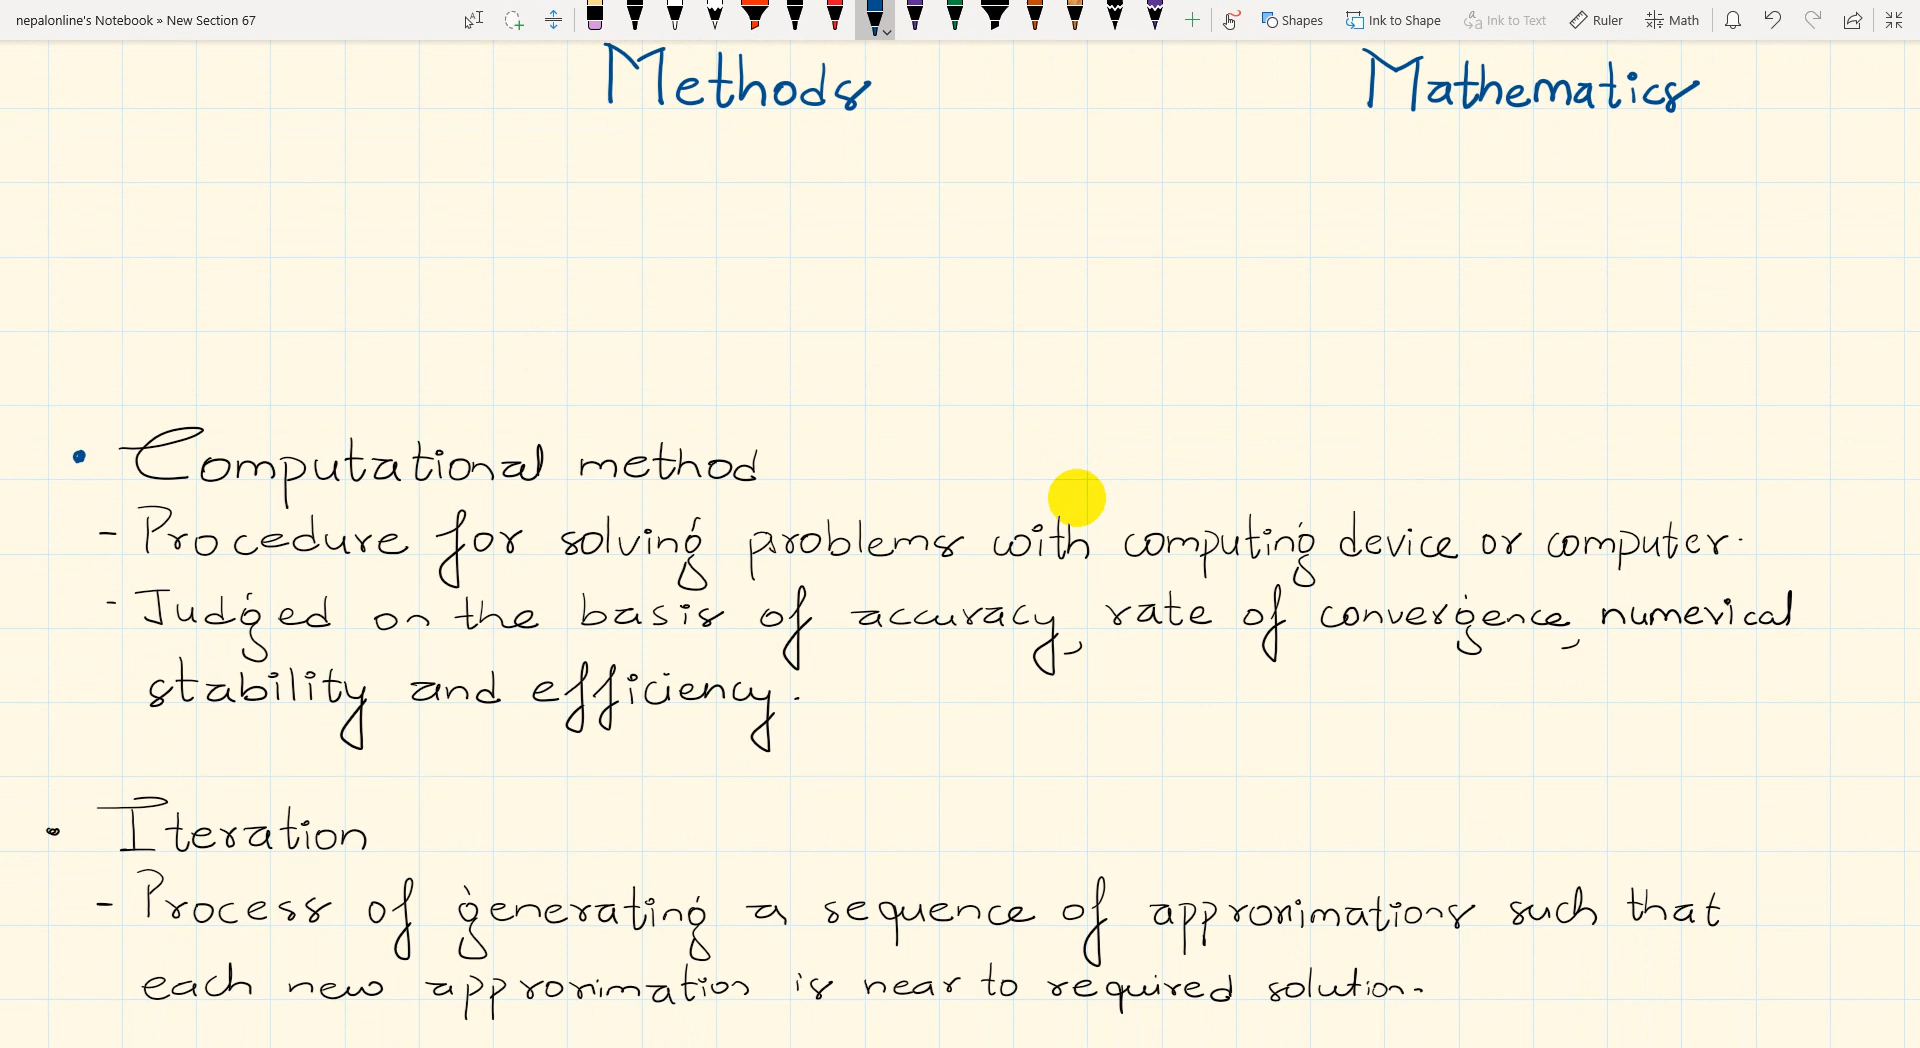 nepalonline's Notebook » New Section 67
Shapes Ink to Shape Ink to Text Ruler Math
Methods Mathematics
• Computational method
- Procedure for solving problems with computing device or computer.
- Judged on the basis of accuracy, rate of convergence, numerical
stability and efficiency.
• Iteration
- Process of generating a sequence of approximations such that
each new approximation is near to required solution.